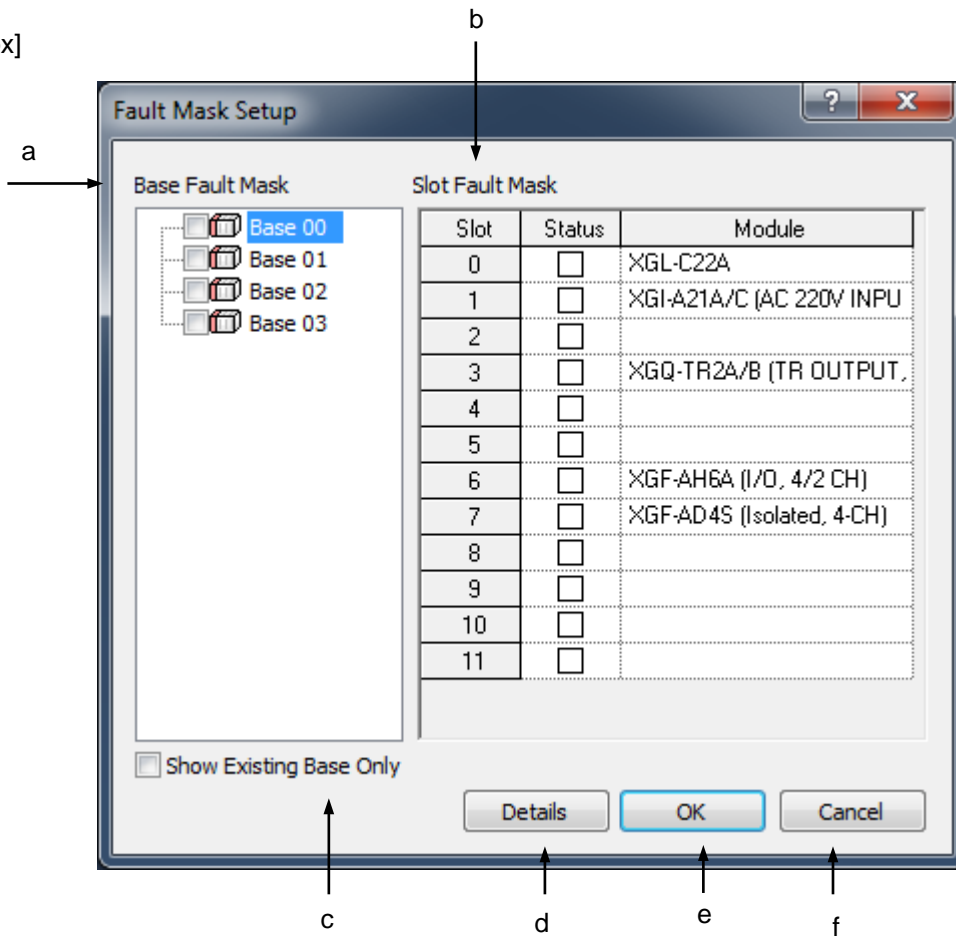 b
x]
Fault Mask Setup
?
x
a
Base Fault Mask
Slot Fault Mask
Base 00
Base 01
Base 02
Base 03
Slot Status Module
0 XGL-C22A
1 XGI-A21A/C (AC 220V INPU
2
3 XGQ-TR2A/B (TR OUTPUT,
4
5
6 XGF-AH6A (I/O, 4/2 CH)
7 XGF-AD4S (Isolated, 4-CH)
8
9
10
11
Show Existing Base Only
Details OK Cancel
c d e f